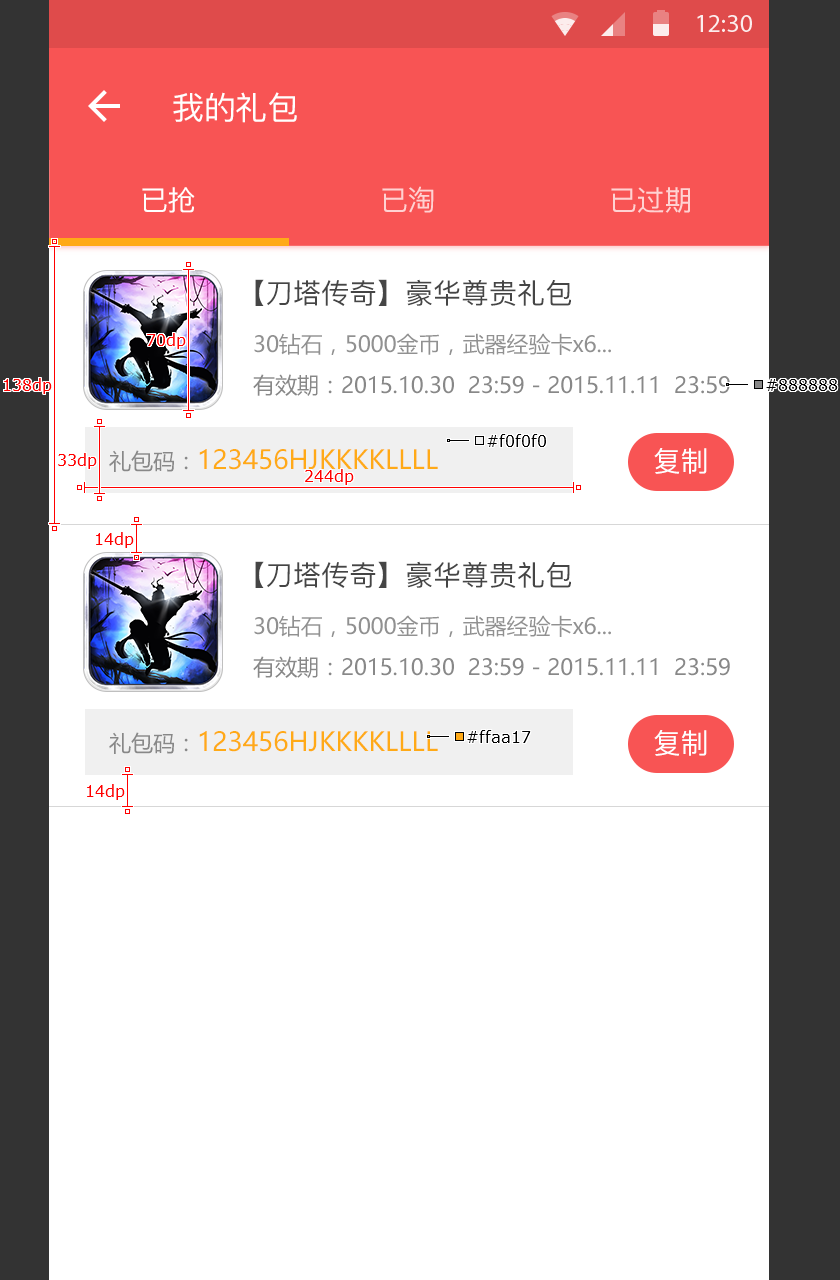 12:30
我的礼包
已抢
已淘
已过期
【刀塔传奇】豪华尊贵礼包
70dp
30钻石，5000金币，武器经验卡x6...
138dp
有效期：2015.10.30 23:59 - 2015.11.11 23:59
#888888
#f0f0f0
33dp
礼包码：123456HJKKKKLLLL
复制
244dp
14dp
【刀塔传奇】豪华尊贵礼包
30钻石，5000金币，武器经验卡x6...
有效期：2015.10.30 23:59 - 2015.11.11 23:59
礼包码：123456HJKKKKLLLL
#ffaa17
复制
14dp